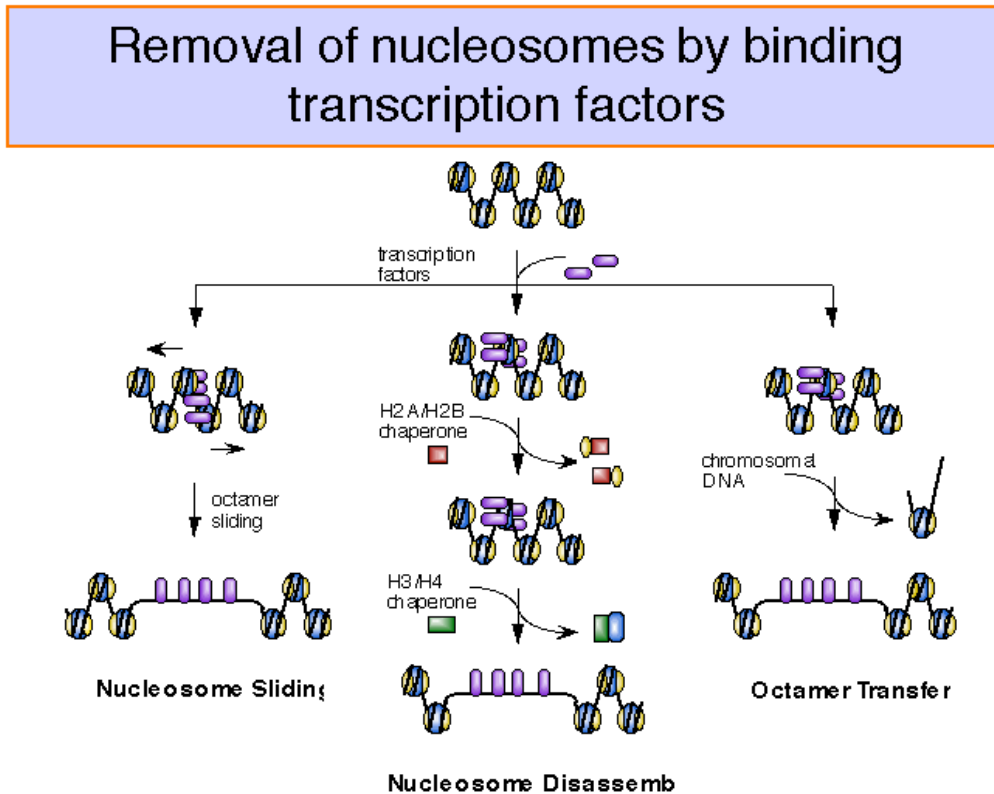 Removal of nucleosomes by binding
transcription factors
transcription
factors
H2A/H2B
chaperone
chromosomal
DNA
octamer
sliding
H3/H4
chaperone
Nucleosome Sliding
Octamer Transfer
Nucleosome Disassemb